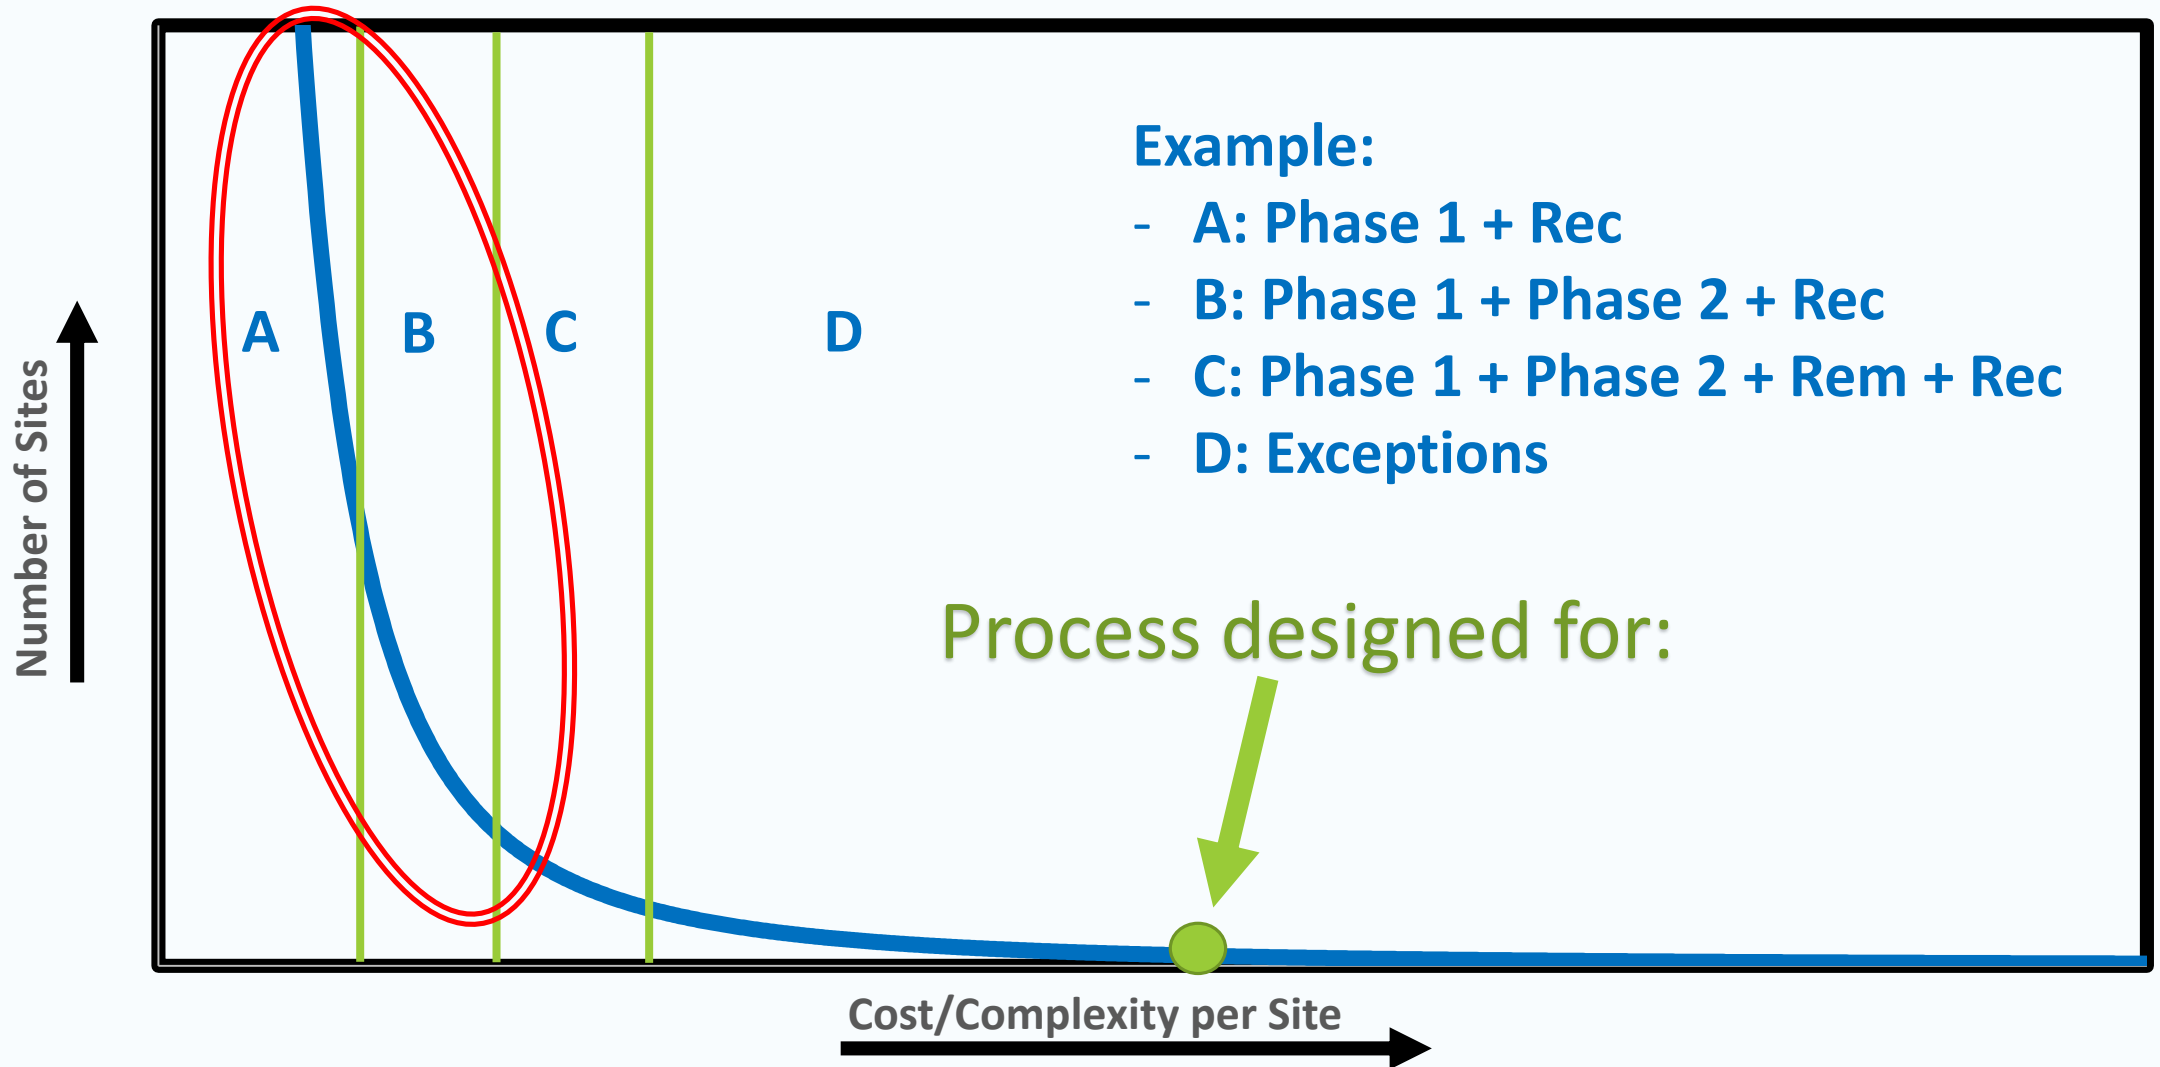 Example:
- A: Phase 1 + Rec
- B: Phase 1 + Phase 2 + Rec
- C: Phase 1 + Phase 2 + Rem + Rec
- D: Exceptions
A
B
C
D
Number of Sites
Process designed for:
Cost/Complexity per Site